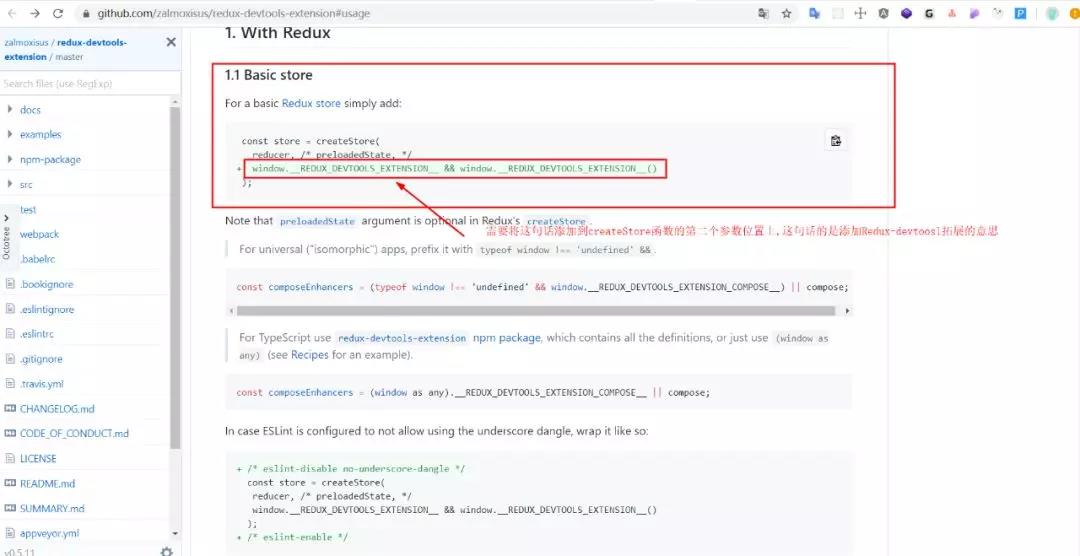 github.com/zalmoxisus/redux-devtools-extension#usage
zalmoxisus / redux-devtools-
extension / master
Search files (use RegExp)
docs
examples
npm-package
src
test
webpack
.babelrc
.bookignore
.eslintignore
.eslintrc
.gitignore
.travis.yml
CHANGELOG.md
CODE_OF_CONDUCT.md
LICENSE
README.md
SUMMARY.md
appveyor.yml
v0.5.11
Octotree
1. With Redux
1.1 Basic store
For a basic Redux store simply add:
const store = createStore(
reducer, /* preloadedState, */
+ window.__REDUX_DEVTOOLS_EXTENSION__ && window.__REDUX_DEVTOOLS_EXTENSION__()
);
Note that preloadedState argument is optional in Redux's createStore.
需要将这句话添加到createStore函数的第二个参数位置上,这句话的是添加Redux-devtoosl拓展的意思
For universal ("isomorphic") apps, prefix it with typeof window !== 'undefined' &&.
const composeEnhancers = (typeof window !== 'undefined' && window.__REDUX_DEVTOOLS_EXTENSION_COMPOSE__) || compose;
For TypeScript use redux-devtools-extension npm package, which contains all the definitions, or just use (window as
any) (see Recipes for an example).
const composeEnhancers = (window as any).__REDUX_DEVTOOLS_EXTENSION_COMPOSE__ || compose;
In case ESLint is configured to not allow using the underscore dangle, wrap it like so:
+ /* eslint-disable no-underscore-dangle */
const store = createStore(
reducer, /* preloadedState, */
window.__REDUX_DEVTOOLS_EXTENSION__ && window.__REDUX_DEVTOOLS_EXTENSION__()
);
+ /* eslint-enable */